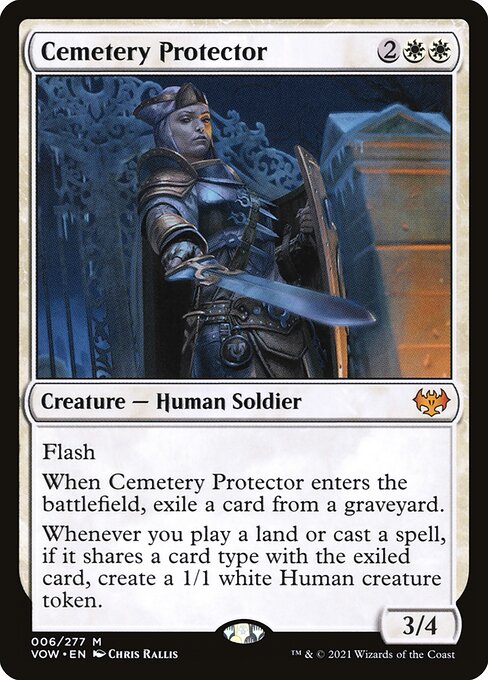 Cemetery Protector 2
Creature — Human Soldier
Flash
When Cemetery Protector enters the
battlefield, exile a card from a graveyard.
Whenever you play a land or cast a spell,
if it shares a card type with the exiled
card, create a 1/1 white Human creature
token.
3/4
006/277 M
VOW • EN Chris Rallis
™ & © 2021 Wizards of the Coast